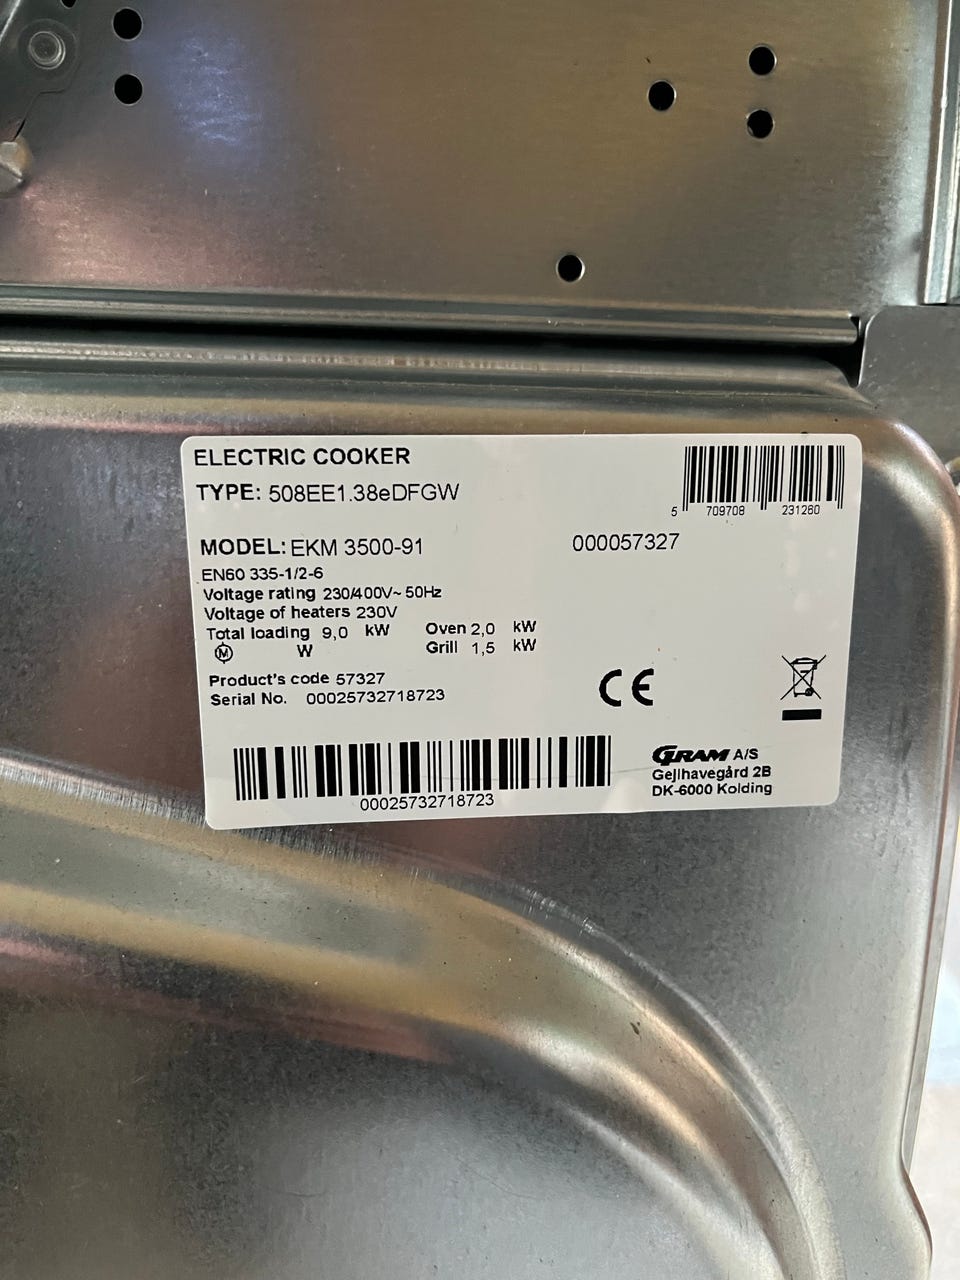 ELECTRIC COOKER
TYPE: 508EE1.38eDFGW
5 709708 231260
MODEL: EKM 3500-91
000057327
EN60 335-1/2-6
Voltage rating 230/400V~ 50Hz
Voltage of heaters 230V
Total loading 9,0 kW Oven 2,0 kW
M W Grill 1,5 kW
Product's code 57327
Serial No. 00025732718723
CE
00025732718723
GRAM A/S
Gejlhavegård 2B
DK-6000 Kolding